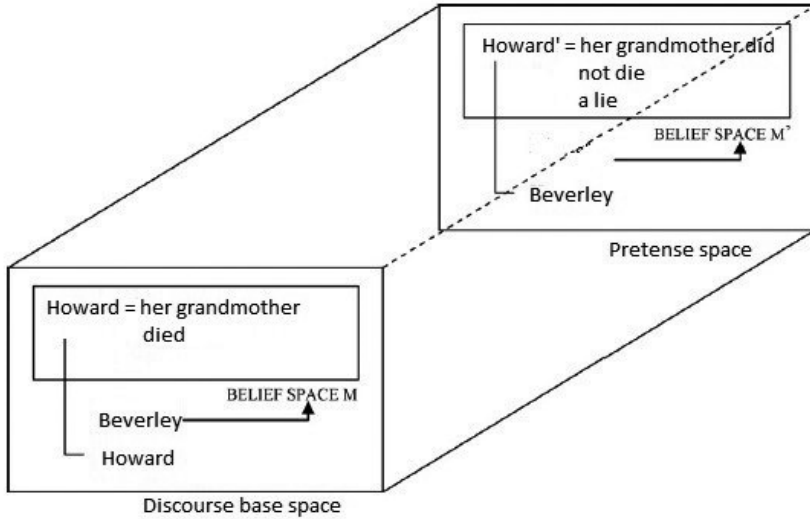 Howard' = her grandmother did
not die
a lie
BELIEF SPACE M'
Beverley
Pretense space
Howard = her grandmother
died
BELIEF SPACE M
Beverley
Howard
Discourse base space